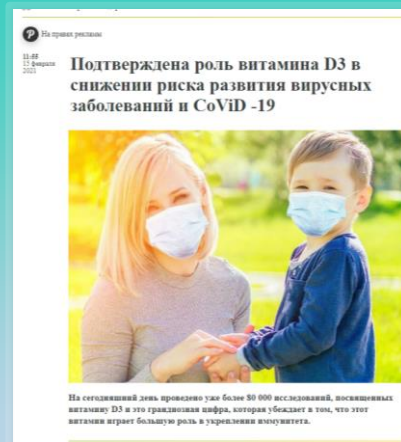 На правах рекламы
11:55
15 февраля
2021
Подтверждена роль витамина D3 в
снижении риска развития вирусных
заболеваний и CoViD -19
На сегодняшний день проведено уже более 80 000 исследований, посвященных
витамину D3 и это грандиозная цифра, которая убеждает в том, что этот
витамин играет большую роль в укреплении иммунитета.